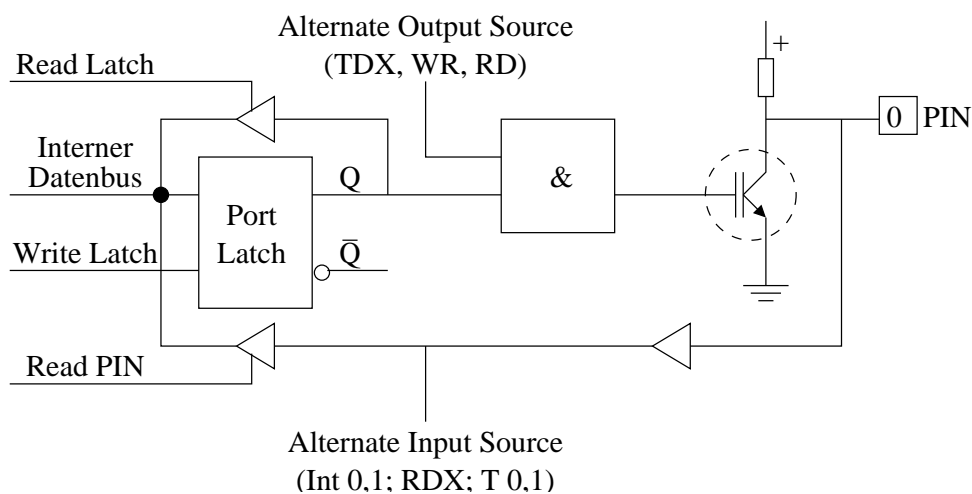 Alternate Output Source
(TDX, WR, RD)
+
Read Latch
0 PIN
Interner
Datenbus
Q
&
Port
Latch
Write Latch
Q̅
Read PIN
Alternate Input Source
(Int 0,1; RDX; T 0,1)